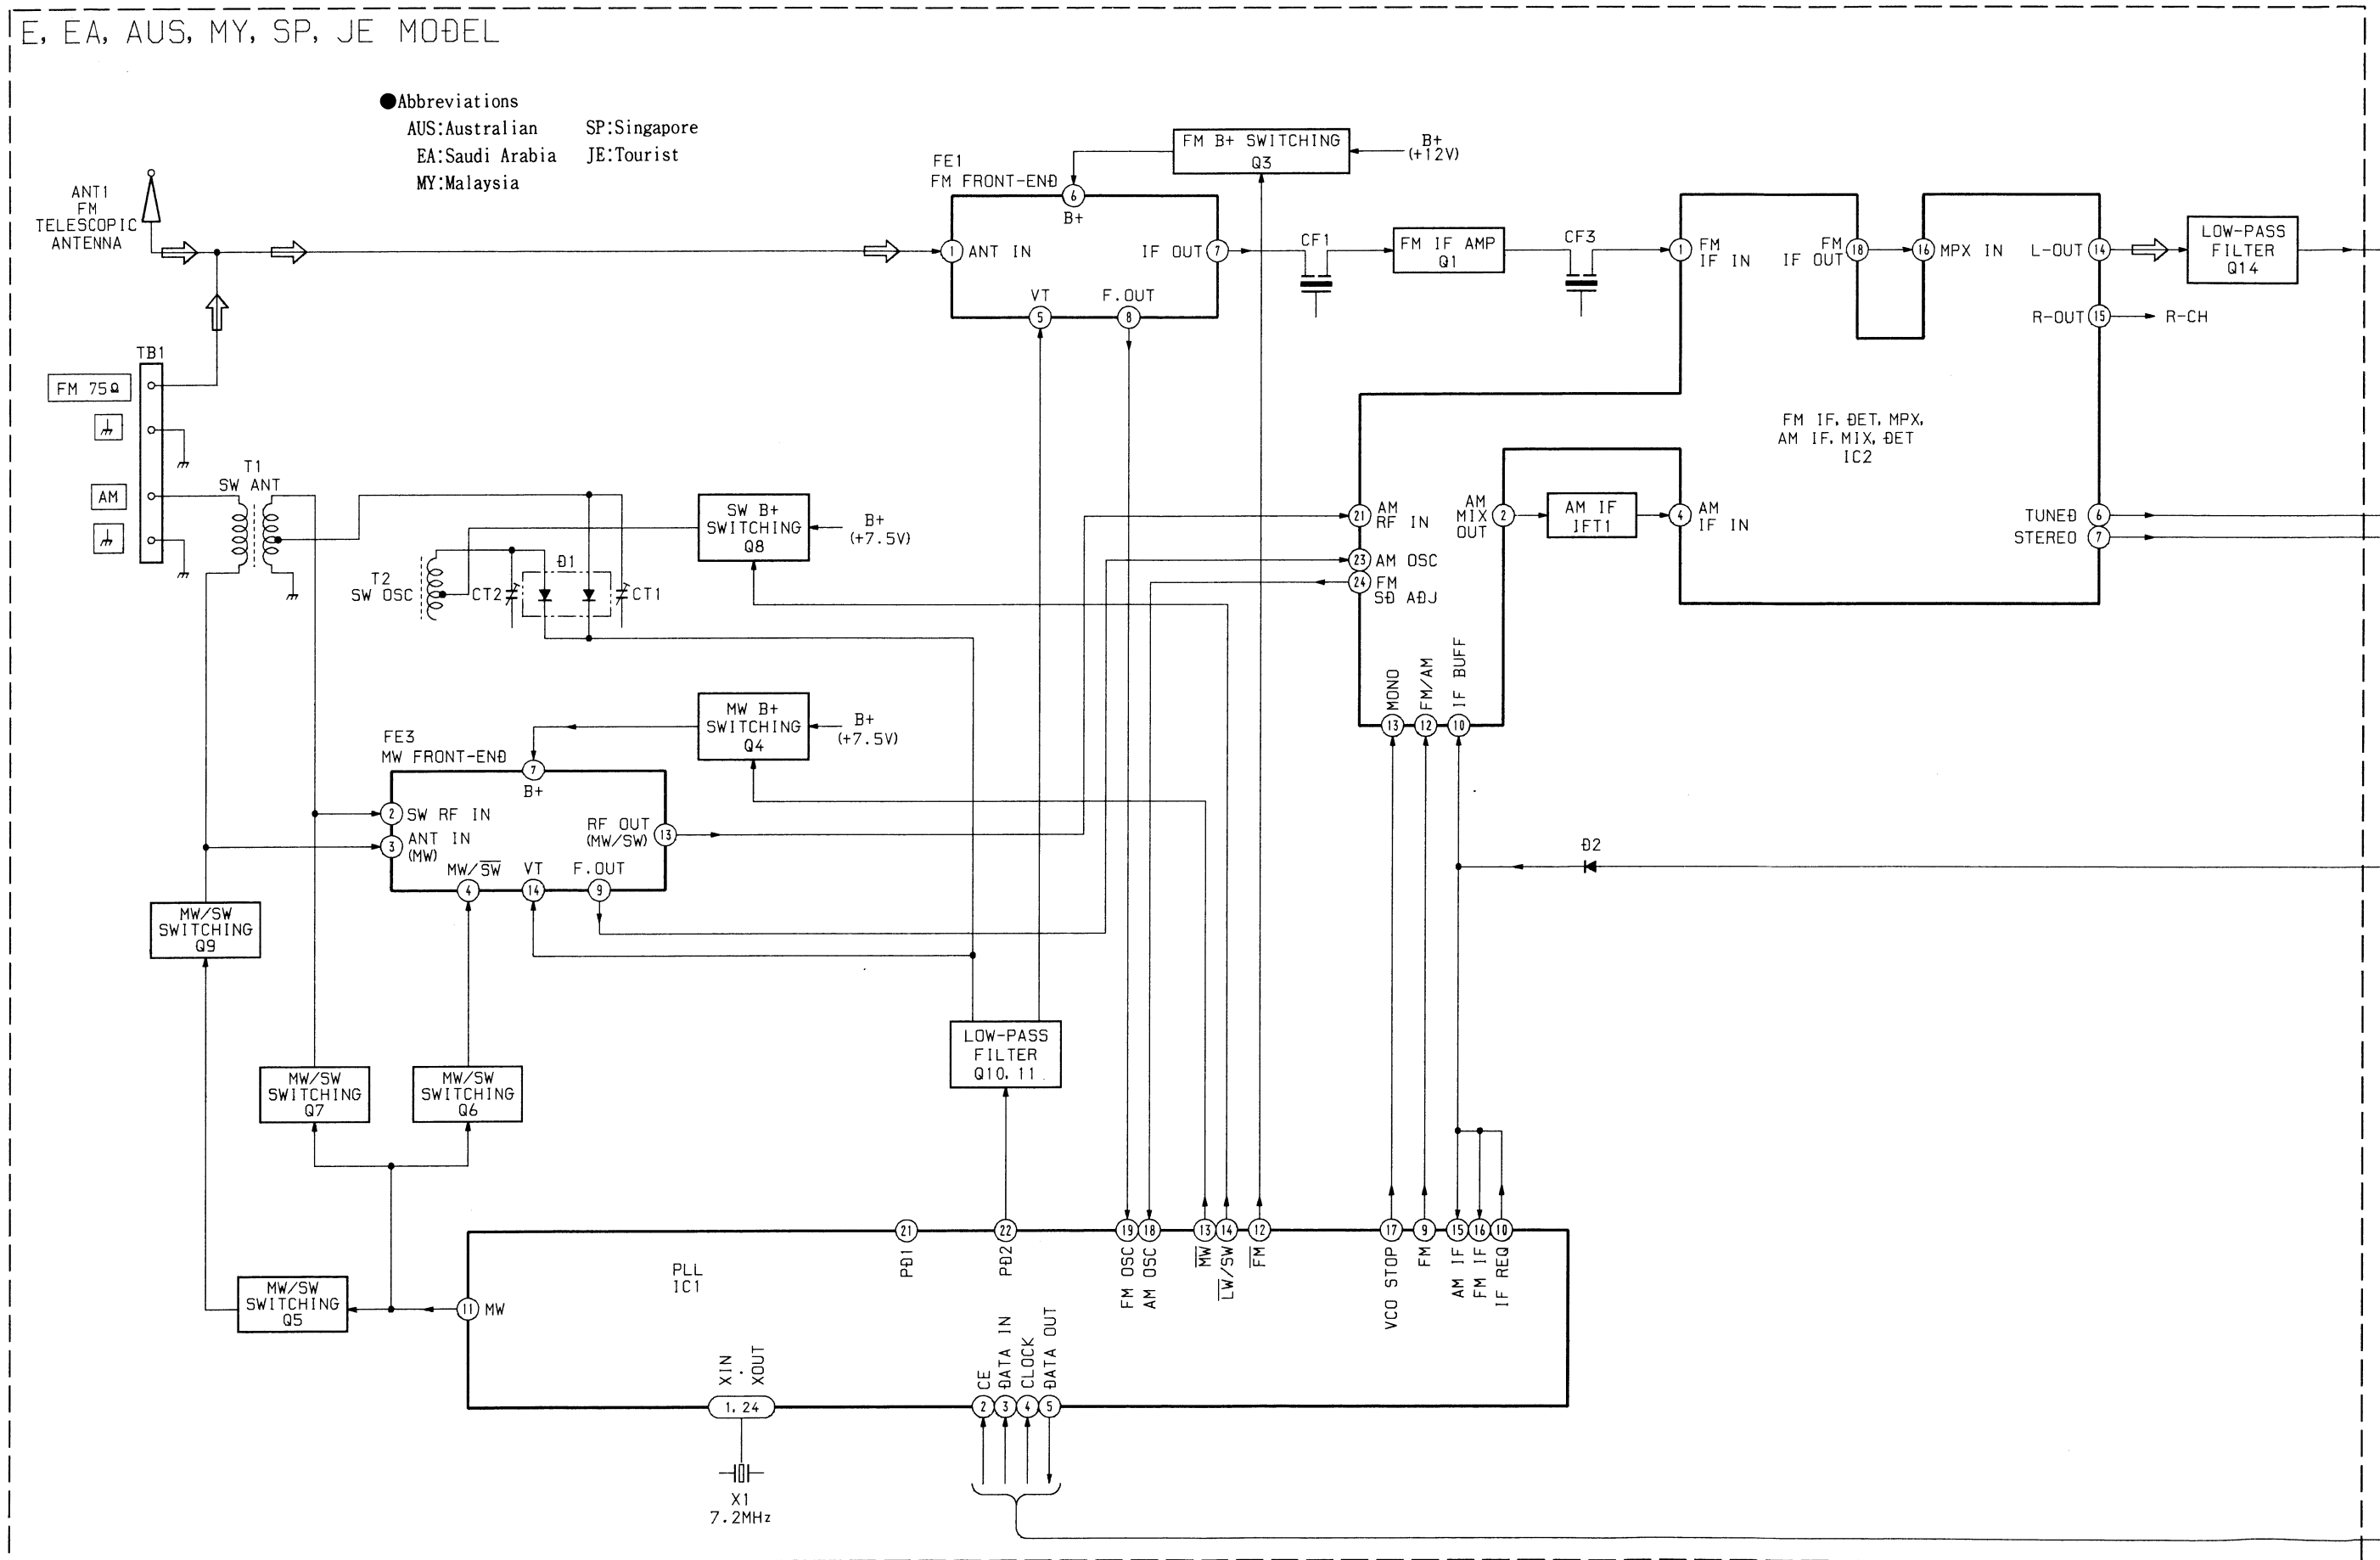 E, EA, AUS, MY, SP, JE MODEL
●Abbreviations
AUS:Australian SP:Singapore
EA:Saudi Arabia JE:Tourist
MY:Malaysia
ANT1
FM
TELESCOPIC
ANTENNA
TB1
FM 75Ω
AM
T1
SW ANT
T2
SW OSC
CT2
D1
CT1
SW B+
SWITCHING
Q8
B+
(+7.5V)
MW B+
SWITCHING
Q4
B+
(+7.5V)
FE1
FM FRONT-END
6
B+
1
ANT IN
IF OUT
7
VT
5
F.OUT
8
FM B+ SWITCHING
Q3
B+
(+12V)
CF1
FM IF AMP
Q1
CF3
1
FM
IF IN
FM
IF OUT
18
16
MPX IN
L-OUT
14
R-OUT
15
R-CH
LOW-PASS
FILTER
Q14
FM IF, DET, MPX,
AM IF, MIX, DET
IC2
21
AM
RF IN
23
AM OSC
24
FM
SD ADJ
AM
MIX
OUT
2
AM IF
IFT1
4
AM
IF IN
TUNED
6
STEREO
7
MONO
FM/AM
IF BUFF
13
12
10
D2
FE3
MW FRONT-END
7
B+
2
SW RF IN
3
ANT IN
(MW)
RF OUT
(MW/SW)
13
MW/SW
VT
F.OUT
4
14
9
MW/SW
SWITCHING
Q9
MW/SW
SWITCHING
Q7
MW/SW
SWITCHING
Q6
MW/SW
SWITCHING
Q5
LOW-PASS
FILTER
Q10, 11
PLL
IC1
11
MW
21
PD1
22
PD2
19
FM OSC
18
AM OSC
13
MW
14
LW/SW
12
FM
17
VCO STOP
9
FM
15
AM IF
16
FM IF
10
IF REQ
XIN
.
XOUT
1, 24
X1
7.2MHz
CE
DATA IN
CLOCK
DATA OUT
2
3
4
5